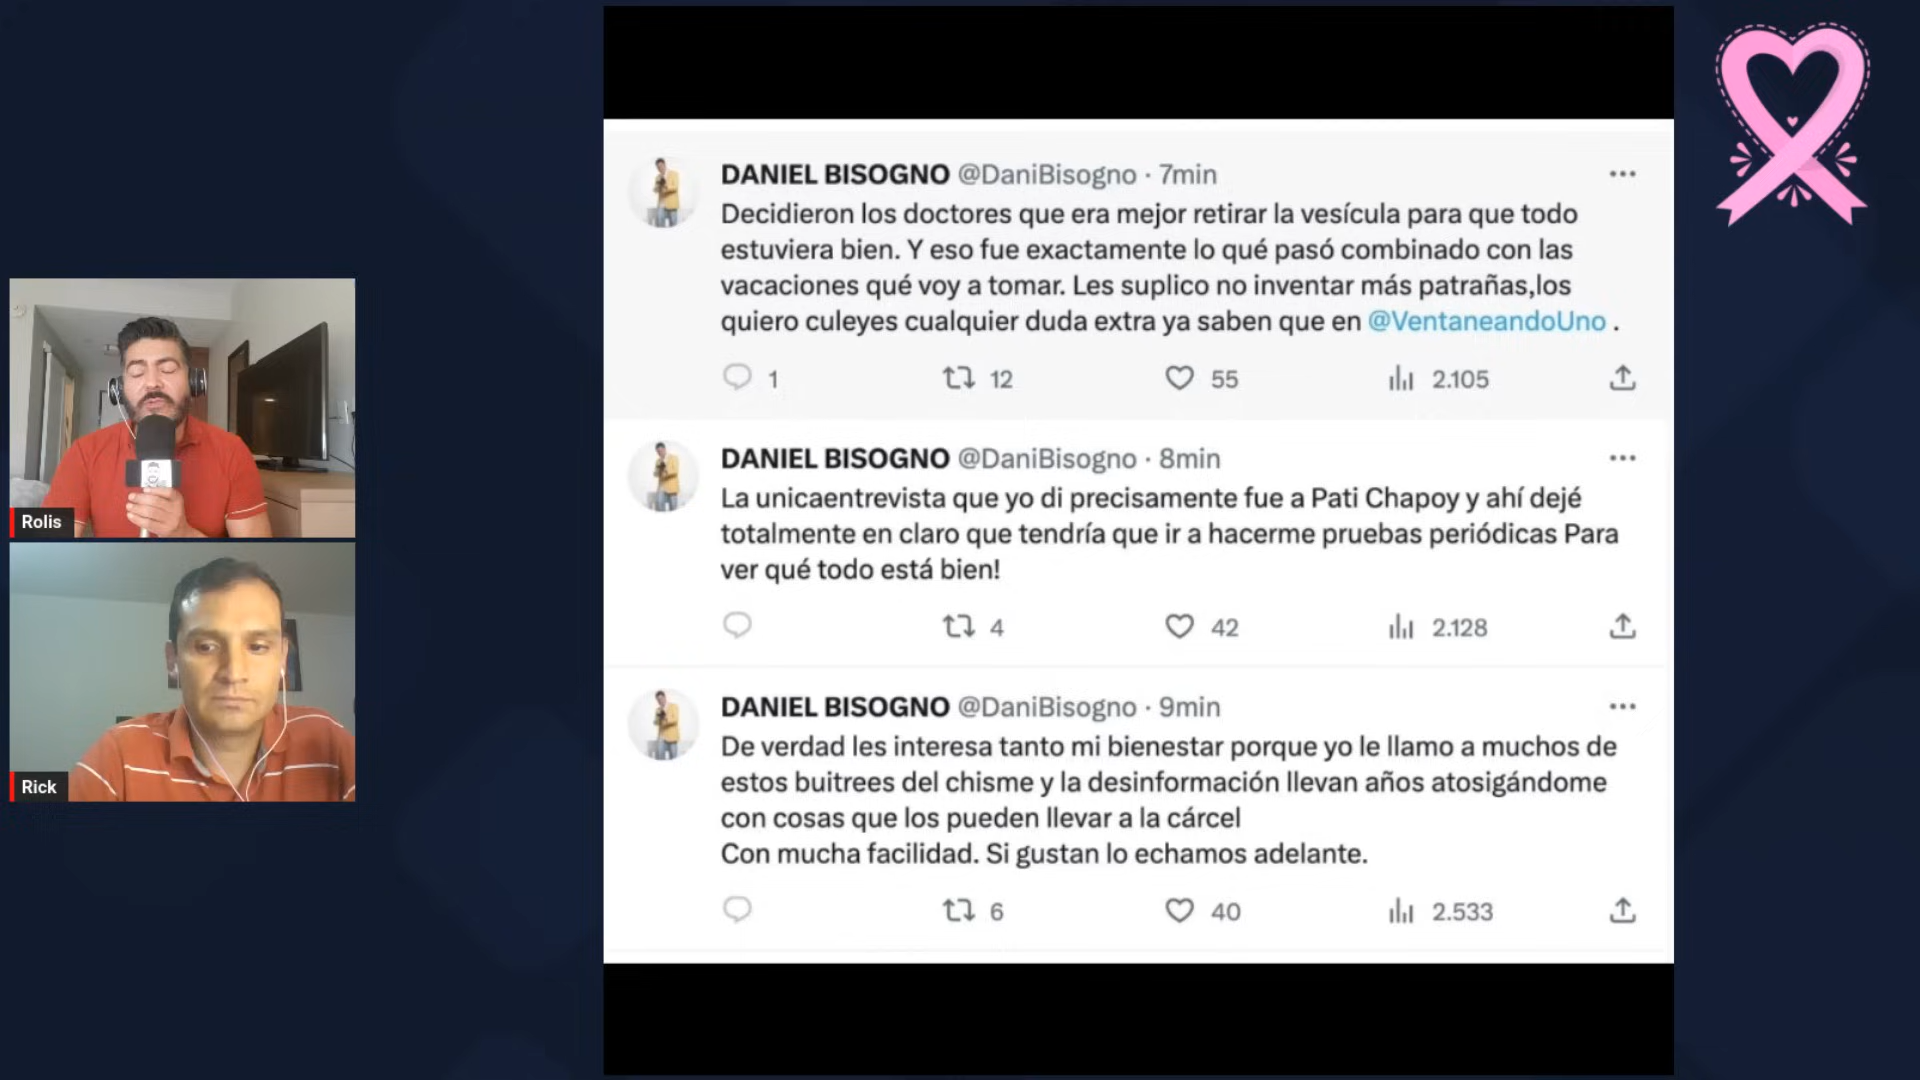 DANIEL BISOGNO @DaniBisogno · 7min
Decidieron los doctores que era mejor retirar la vesícula para que todo
estuviera bien. Y eso fue exactamente lo qué pasó combinado con las
vacaciones qué voy a tomar. Les suplico no inventar más patrañas,los
quiero culeyes cualquier duda extra ya saben que en @VentaneandoUno .
1 12 55 2.105
DANIEL BISOGNO @DaniBisogno · 8min
La unicaentrevista que yo di precisamente fue a Pati Chapoy y ahí dejé
totalmente en claro que tendría que ir a hacerme pruebas periódicas Para
ver qué todo está bien!
4 42 2.128
DANIEL BISOGNO @DaniBisogno · 9min
De verdad les interesa tanto mi bienestar porque yo le llamo a muchos de
estos buitrees del chisme y la desinformación llevan años atosigándome
con cosas que los pueden llevar a la cárcel
Con mucha facilidad. Si gustan lo echamos adelante.
6 40 2.533
Rolis
Rick